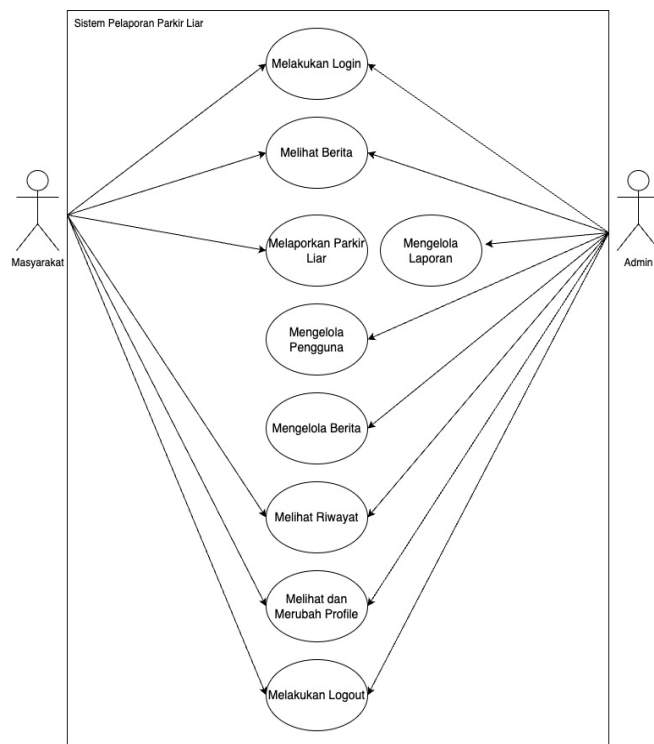 Sistem Pelaporan Parkir Liar
Melakukan Login
Melihat Berita
Masyarakat
Melaporkan Parkir
Liar
Mengelola
Laporan
Admin
Mengelola
Pengguna
Mengelola Berita
Melihat Riwayat
Melihat dan
Merubah Profile
Melakukan Logout